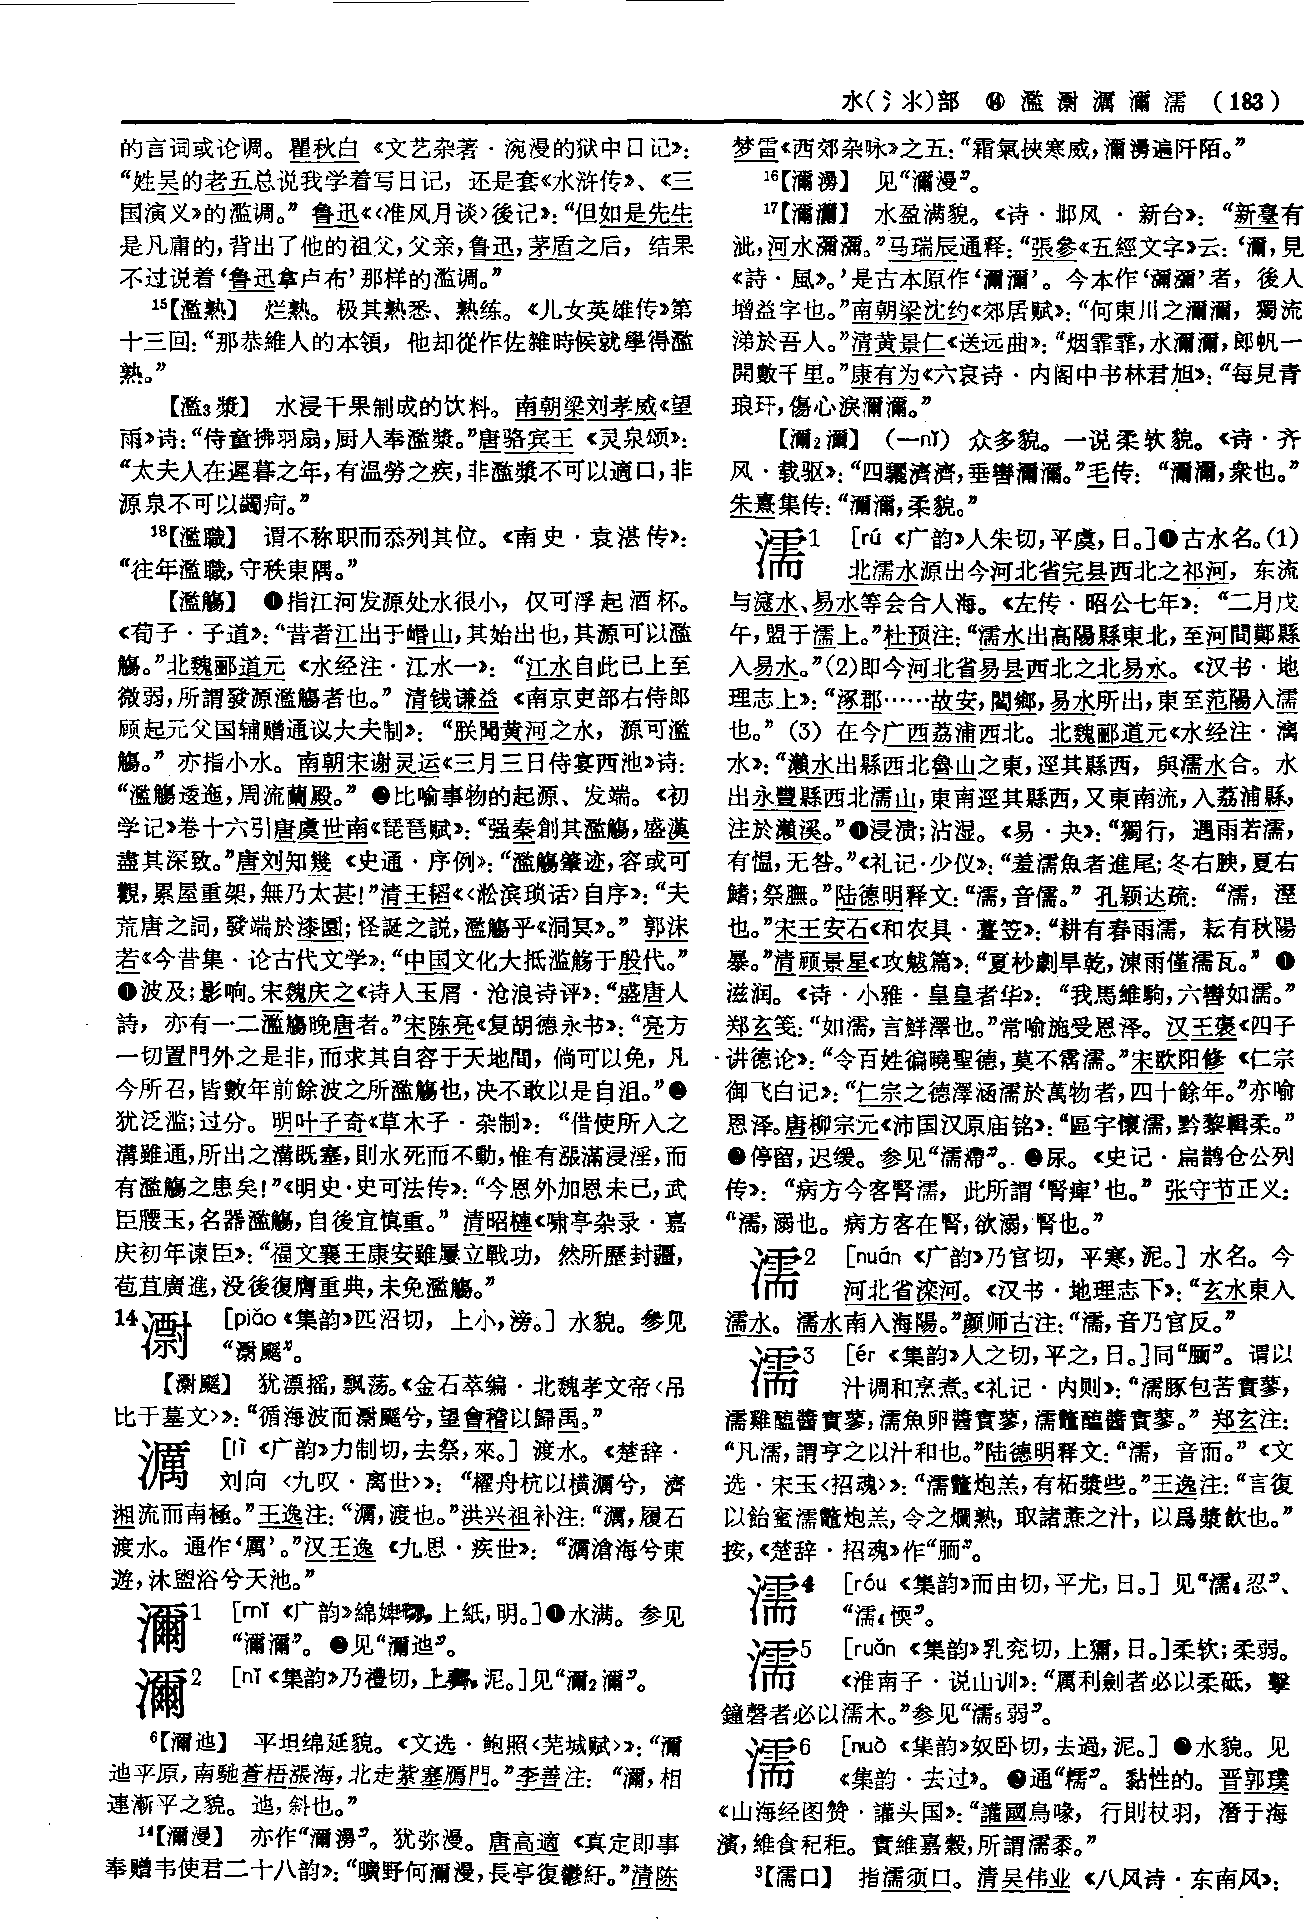 水(氵氺)部 ⓮ 濫 㵱 濿 濔 濡 (183)
的言词或论调。瞿秋白《文艺杂著·涴漫的狱中日记》：
“姓吴的老五总说我学着写日记，还是套《水浒传》、《三
国演义》的滥调。” 鲁迅《〈准风月谈〉後记》：“但如是先生
是凡庸的，背出了他的祖父，父亲，鲁迅，茅盾之后，结果
不过说着‘鲁迅拿卢布’那样的滥调。”
15【濫熟】 烂熟。极其熟悉、熟练。《儿女英雄传》第
十三回：“那恭維人的本領，他却從作佐雜時候就學得濫
熟。”
【濫3漿】 水浸干果制成的饮料。南朝梁刘孝威《望
雨》诗：“侍童拂羽扇，厨人奉濫漿。”唐骆宾王《灵泉颂》：
“太夫人在遲暮之年，有温勞之疾，非濫漿不可以適口，非
源泉不可以蠲疴。”
18【濫職】 谓不称职而忝列其位。《南史·袁湛传》：
“往年濫職，守秩東隅。”
【濫觴】 ❶指江河发源处水很小，仅可浮起酒杯。
《荀子·子道》：“昔者江出于㟭山，其始出也，其源可以濫
觴。”北魏郦道元《水经注·江水一》：“江水自此已上至
微弱，所謂發源濫觴者也。” 清钱谦益《南京吏部右侍郎
顾起元父国辅赠通议大夫制》：“朕聞黄河之水，源可濫
觴。” 亦指小水。南朝宋谢灵运《三月三日侍宴西池》诗：
“濫觴逶迤，周流蘭殿。” ❷比喻事物的起源、发端。《初
学记》卷十六引唐虞世南《琵琶赋》：“强秦創其濫觴，盛漢
盡其深致。”唐刘知幾《史通·序例》：“濫觴肇迹，容或可
觀，累屋重架，無乃太甚！”清王韬《〈淞滨琐话〉自序》：“夫
荒唐之詞，發端於漆園；怪誕之説，濫觴乎《洞冥》。” 郭沫
若《今昔集·论古代文学》：“中国文化大抵滥觞于殷代。”
❸波及；影响。宋魏庆之《诗人玉屑·沧浪诗评》：“盛唐人
詩，亦有一二濫觴晚唐者。”宋陈亮《复胡德永书》：“亮方
一切置門外之是非，而求其自容于天地間，倘可以免，凡
今所召，皆數年前餘波之所濫觴也，决不敢以是自沮。”❹
犹泛滥；过分。明叶子奇《草木子·杂制》：“借使所入之
溝雖通，所出之溝既塞，則水死而不動，惟有漲滿浸淫，而
有濫觴之患矣！”《明史·史可法传》：“今恩外加恩未已，武
臣腰玉，名器濫觴，自後宜慎重。” 清昭槤《啸亭杂录·嘉
庆初年谏臣》：“福文襄王康安雖屢立戰功，然所歷封疆，
苞苴廣進，没後復膺重典，未免濫觴。”
14㵱 [piǎo《集韵》匹沼切，上小，滂。] 水貌。参见
“㵱䬙”。
【㵱䬙】 犹漂摇，飘荡。《金石萃编·北魏孝文帝〈吊
比干墓文〉》：“循海波而㵱䬙兮，望會稽以歸禹。”
濿 [lì《广韵》力制切，去祭，來。] 渡水。《楚辞·
刘向〈九叹·离世〉》：“櫂舟杭以横濿兮，濟
湘流而南極。”王逸注：“濿，渡也。”洪兴祖补注：“濿，履石
渡水。通作‘厲’。”汉王逸《九思·疾世》：“濿滄海兮東
遊，沐盥浴兮天池。”
濔1 [mǐ《广韵》綿婢切，上紙，明。]❶水满。参见
“濔濔”。❷见“濔迆”。
濔2 [nǐ《集韵》乃禮切，上薺，泥。]见“濔2濔”。
6【濔迆】 平坦绵延貌。《文选·鲍照〈芜城赋〉》：“濔
迆平原，南馳蒼梧漲海，北走紫塞鴈門。”李善注：“濔，相
連漸平之貌。迆，斜也。”
14【濔漫】 亦作“濔㵝”。犹弥漫。唐高適《真定即事
奉赠韦使君二十八韵》：“曠野何濔漫，長亭復鬱紆。”清陈
梦雷《西郊杂咏》之五：“霜氣挾寒威，濔㵝遍阡陌。”
16【濔㵝】 见“濔漫”。
17【濔濔】 水盈满貌。《诗·邶风·新台》：“新臺有
泚，河水瀰瀰。”马瑞辰通释：“張參《五經文字》云：‘濔，見
《詩·風》。’是古本原作‘濔濔’。今本作‘瀰瀰’者，後人
增益字也。”南朝梁沈约《郊居赋》：“何東川之濔濔，獨流
涕於吾人。”清黄景仁《送远曲》：“烟霏霏，水濔濔，郎帆一
開數千里。”康有为《六哀诗·内阁中书林君旭》：“每見青
琅玕，傷心淚濔濔。”
【濔2濔】（—nǐ）众多貌。一说柔软貌。《诗·齐
风·载驱》：“四驪濟濟，垂轡濔濔。”毛传：“濔濔，衆也。”
朱熹集传：“濔濔，柔貌。”
濡1 [rú《广韵》人朱切，平虞，日。]❶古水名。(1)
北濡水源出今河北省完县西北之祁河，东流
与滱水、易水等会合入海。《左传·昭公七年》：“二月戊
午，盟于濡上。”杜预注：“濡水出高陽縣東北，至河間鄚縣
入易水。”(2)即今河北省易县西北之北易水。《汉书·地
理志上》：“涿郡……故安，閻鄉，易水所出，東至范陽入濡
也。”(3)在今广西荔浦西北。北魏郦道元《水经注·漓
水》：“瀨水出縣西北魯山之東，逕其縣西，與濡水合。水
出永豐縣西北濡山，東南逕其縣西，又東南流，入荔浦縣，
注於瀨溪。”❷浸渍；沾湿。《易·夬》：“獨行，遇雨若濡，
有愠，无咎。”《礼记·少仪》：“羞濡魚者進尾；冬右腴，夏右
鰭；祭膴。”陆德明释文：“濡，音儒。” 孔颖达疏：“濡，溼
也。”宋王安石《和农具·薹笠》：“耕有春雨濡，耘有秋陽
暴。”清顾景星《攻魃篇》：“夏杪劇旱乾，涷雨僅濡瓦。” ❸
滋润。《诗·小雅·皇皇者华》：“我馬維駒，六轡如濡。”
郑玄笺：“如濡，言鮮澤也。”常喻施受恩泽。汉王褒《四子
讲德论》：“令百姓徧曉聖德，莫不霑濡。”宋欧阳修《仁宗
御飞白记》：“仁宗之德澤涵濡於萬物者，四十餘年。”亦喻
恩泽。唐柳宗元《沛国汉原庙铭》：“區宇懷濡，黔黎輯柔。”
❹停留，迟缓。参见“濡滯”。❺尿。《史记·扁鹊仓公列
传》：“病方今客腎濡，此所謂‘腎痺’也。” 张守节正义：
“濡，溺也。病方客在腎，欲溺，腎也。”
濡2 [nuán《广韵》乃官切，平寒，泥。] 水名。今
河北省滦河。《汉书·地理志下》：“玄水東入
濡水。濡水南入海陽。”颜师古注：“濡，音乃官反。”
濡3 [ér《集韵》人之切，平之，日。]同“胹”。谓以
汁调和烹煮。《礼记·内则》：“濡豚包苦實蓼，
濡雞醢醬實蓼，濡魚卵醬實蓼，濡鼈醢醬實蓼。” 郑玄注：
“凡濡，謂亨之以汁和也。”陆德明释文：“濡，音而。”《文
选·宋玉〈招魂〉》：“濡鼈炮羔，有柘漿些。”王逸注：“言復
以飴蜜濡鼈炮羔，令之爛熟，取諸蔗之汁，以爲漿飲也。”
按，《楚辞·招魂》作“胹”。
濡4 [róu《集韵》而由切，平尤，日。] 见“濡4忍”、
“濡4愞”。
濡5 [ruǎn《集韵》乳兖切，上獮，日。]柔软；柔弱。
《淮南子·说山训》：“厲利劍者必以柔砥，擊
鐘磬者必以濡木。”参见“濡5弱”。
濡6 [nuò《集韵》奴卧切，去過，泥。] ❶水貌。见
《集韵·去过》。❷通“糯”。黏性的。晋郭璞
《山海经图赞·讙头国》：“讙國鳥喙，行則杖羽，潛于海
濱，維食秬秠。實維嘉穀，所謂濡黍。”
3【濡口】 指濡须口。清吴伟业《八风诗·东南风》：